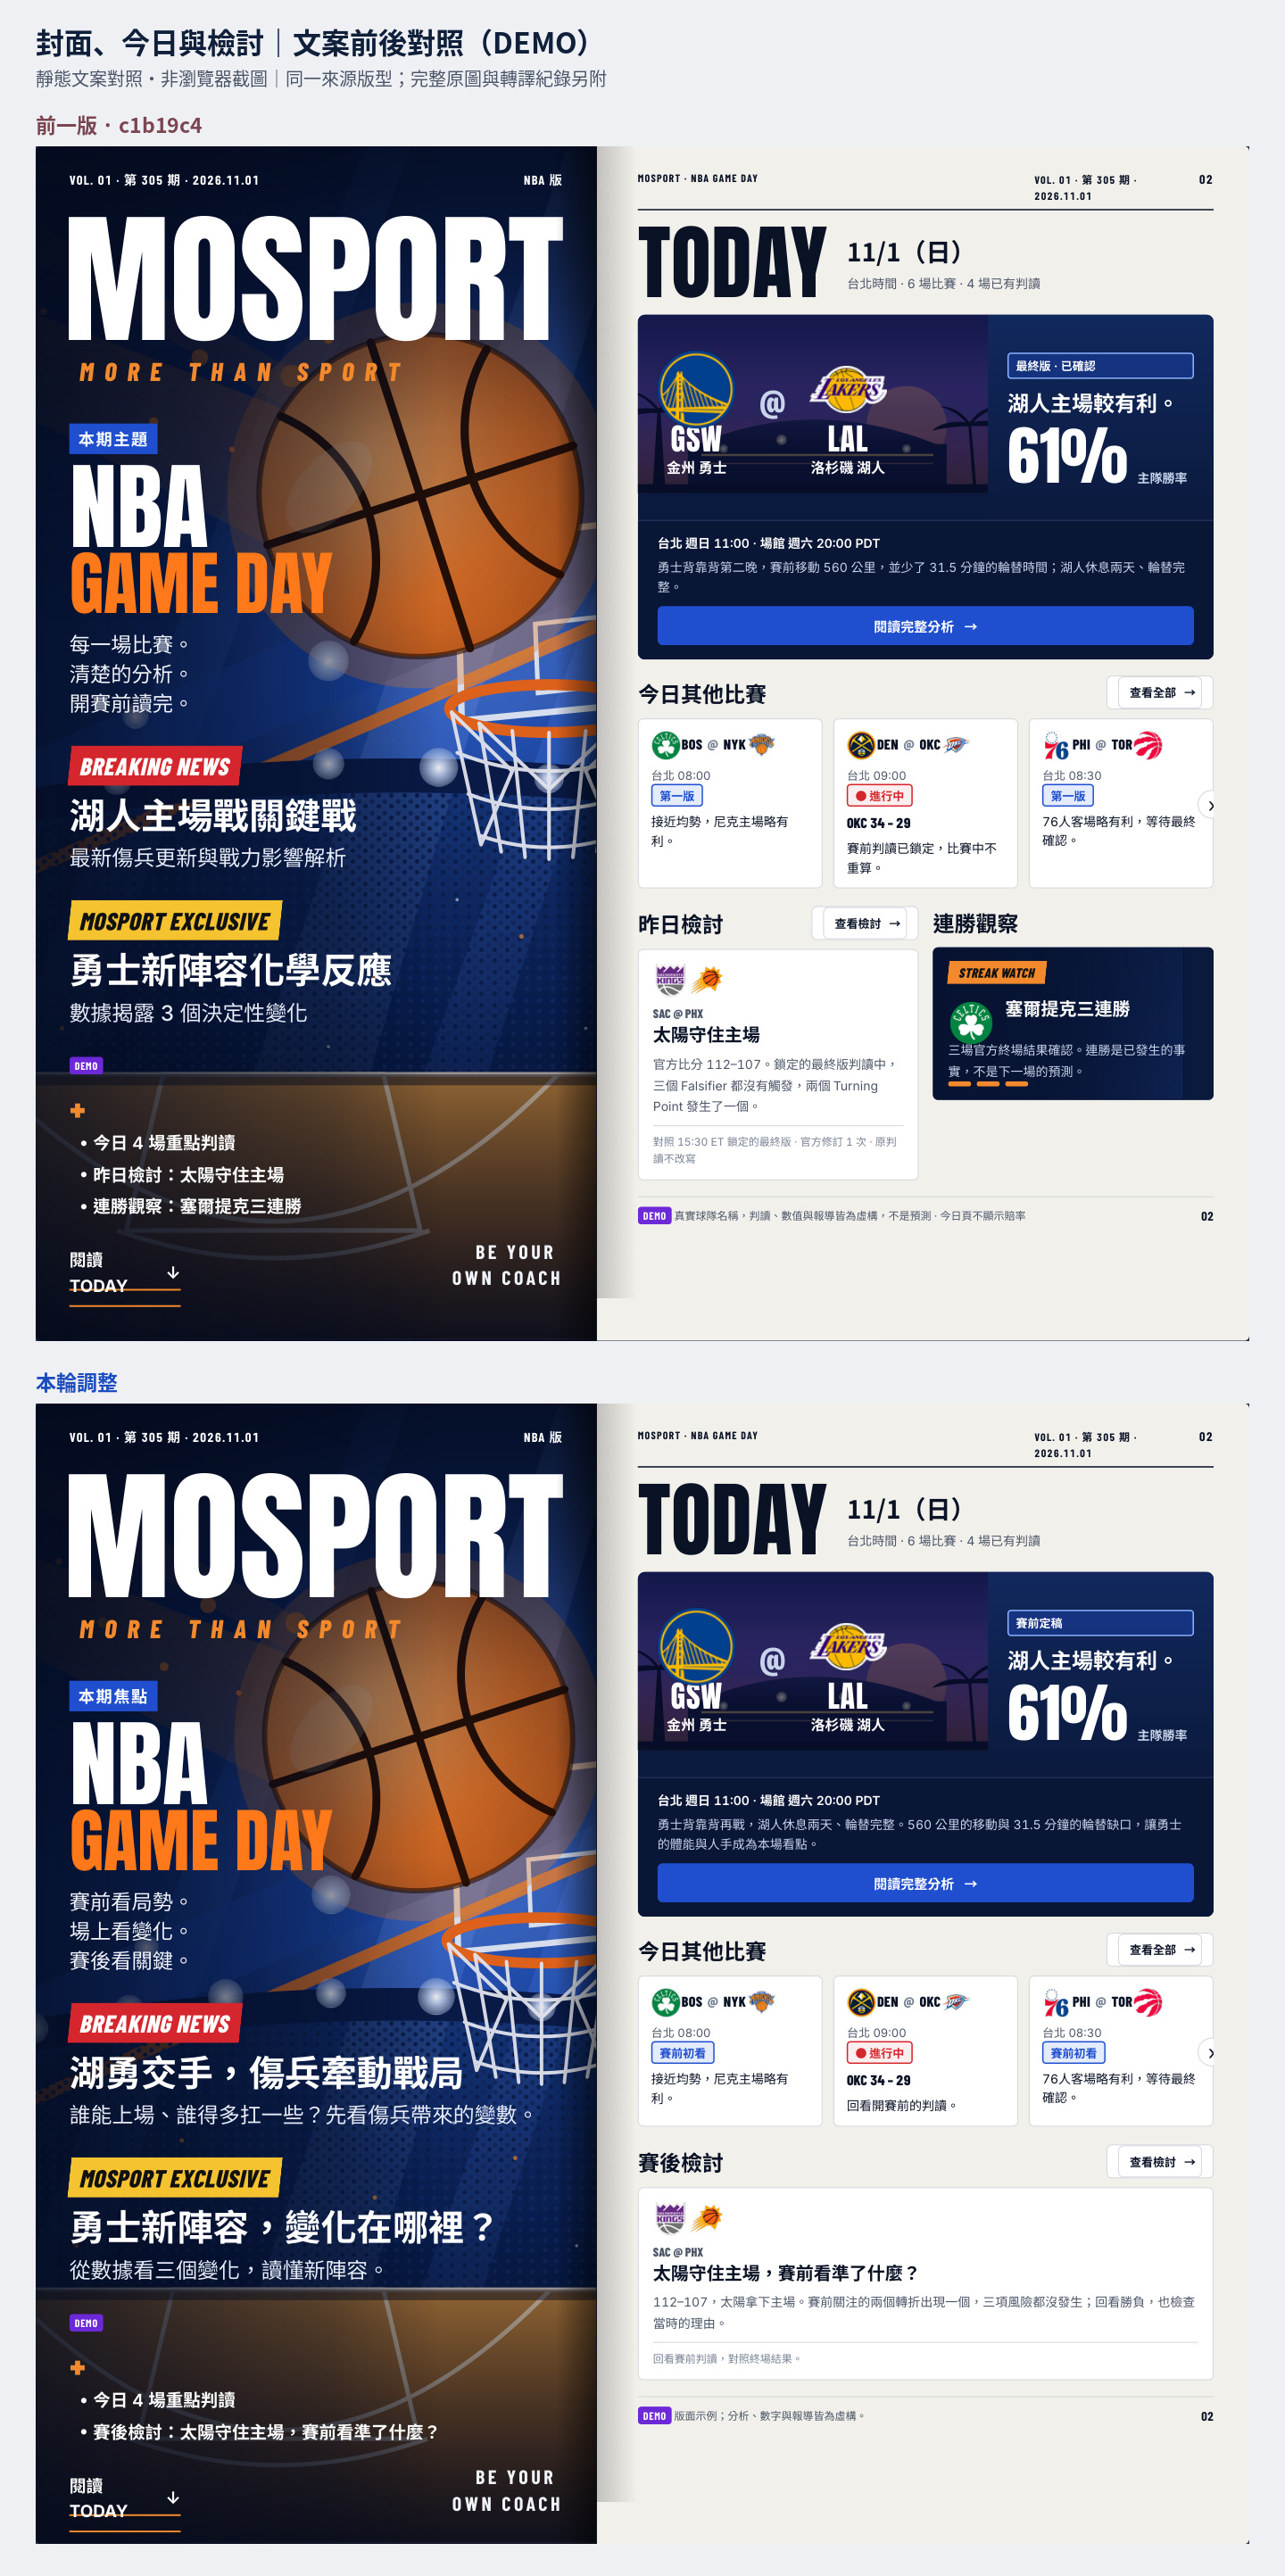 封面、今日與檢討｜文案前後對照（DEMO）
靜態文案對照・非瀏覽器截圖｜同一來源版型；完整原圖與轉譯紀錄另附
前一版 · c1b19c4
VOL. 01 · 第 305 期 · 2026.11.01
NBA 版
MOSPORT
MORE THAN SPORT
本期主題
NBA
GAME DAY
每一場比賽。
清楚的分析。
開賽前讀完。
BREAKING NEWS
湖人主場戰關鍵戰
最新傷兵更新與戰力影響解析
MOSPORT EXCLUSIVE
勇士新陣容化學反應
數據揭露 3 個決定性變化
DEMO
• 今日 4 場重點判讀
• 昨日檢討：太陽守住主場
• 連勝觀察：塞爾提克三連勝
閱讀
TODAY
↓
BE YOUR
OWN COACH
MOSPORT · NBA GAME DAY
VOL. 01 · 第 305 期 ·
2026.11.01
02
TODAY
11/1（日）
台北時間 · 6 場比賽 · 4 場已有判讀
GSW
金州 勇士
@
LOS ANGELES
LAKERS
LAL
洛杉磯 湖人
最終版 · 已確認
湖人主場較有利。
61% 主隊勝率
台北 週日 11:00 · 場館 週六 20:00 PDT
勇士背靠背第二晚，賽前移動 560 公里，並少了 31.5 分鐘的輪替時間；湖人休息兩天、輪替完
整。
閱讀完整分析 →
今日其他比賽
查看全部 →
BOS @ NYK
台北 08:00
第一版
接近均勢，尼克主場略有
利。
DEN @ OKC
台北 09:00
進行中
OKC 34 – 29
賽前判讀已鎖定，比賽中不
重算。
76
PHI @ TOR
台北 08:30
第一版
76人客場略有利，等待最終
確認。
昨日檢討
查看檢討 →
KINGS
SAC @ PHX
太陽守住主場
官方比分 112–107。鎖定的最終版判讀中，
三個 Falsifier 都沒有觸發，兩個 Turning
Point 發生了一個。
對照 15:30 ET 鎖定的最終版 · 官方修訂 1 次 · 原判
讀不改寫
連勝觀察
STREAK WATCH
CELTICS
塞爾提克三連勝
三場官方終場結果確認。連勝是已發生的事
實，不是下一場的預測。
DEMO 真實球隊名稱，判讀、數值與報導皆為虛構，不是預測 · 今日頁不顯示賠率
02
本輪調整
VOL. 01 · 第 305 期 · 2026.11.01
NBA 版
MOSPORT
MORE THAN SPORT
本期焦點
NBA
GAME DAY
賽前看局勢。
場上看變化。
賽後看關鍵。
BREAKING NEWS
湖勇交手，傷兵牽動戰局
誰能上場、誰得多扛一些？先看傷兵帶來的變數。
MOSPORT EXCLUSIVE
勇士新陣容，變化在哪裡？
從數據看三個變化，讀懂新陣容。
DEMO
• 今日 4 場重點判讀
• 賽後檢討：太陽守住主場，賽前看準了什麼？
閱讀
TODAY
↓
BE YOUR
OWN COACH
MOSPORT · NBA GAME DAY
VOL. 01 · 第 305 期 ·
2026.11.01
02
TODAY
11/1（日）
台北時間 · 6 場比賽 · 4 場已有判讀
GSW
金州 勇士
@
LOS ANGELES
LAKERS
LAL
洛杉磯 湖人
賽前定稿
湖人主場較有利。
61% 主隊勝率
台北 週日 11:00 · 場館 週六 20:00 PDT
勇士背靠背再戰，湖人休息兩天、輪替完整。560 公里的移動與 31.5 分鐘的輪替缺口，讓勇士
的體能與人手成為本場看點。
閱讀完整分析 →
今日其他比賽
查看全部 →
BOS @ NYK
台北 08:00
賽前初看
接近均勢，尼克主場略有
利。
DEN @ OKC
台北 09:00
進行中
OKC 34 – 29
回看開賽前的判讀。
76
PHI @ TOR
台北 08:30
賽前初看
76人客場略有利，等待最終
確認。
賽後檢討
查看檢討 →
KINGS
SAC @ PHX
太陽守住主場，賽前看準了什麼？
112–107，太陽拿下主場。賽前關注的兩個轉折出現一個，三項風險都沒發生；回看勝負，也檢查
當時的理由。
回看賽前判讀，對照終場結果。
DEMO 版面示例；分析、數字與報導皆為虛構。
02